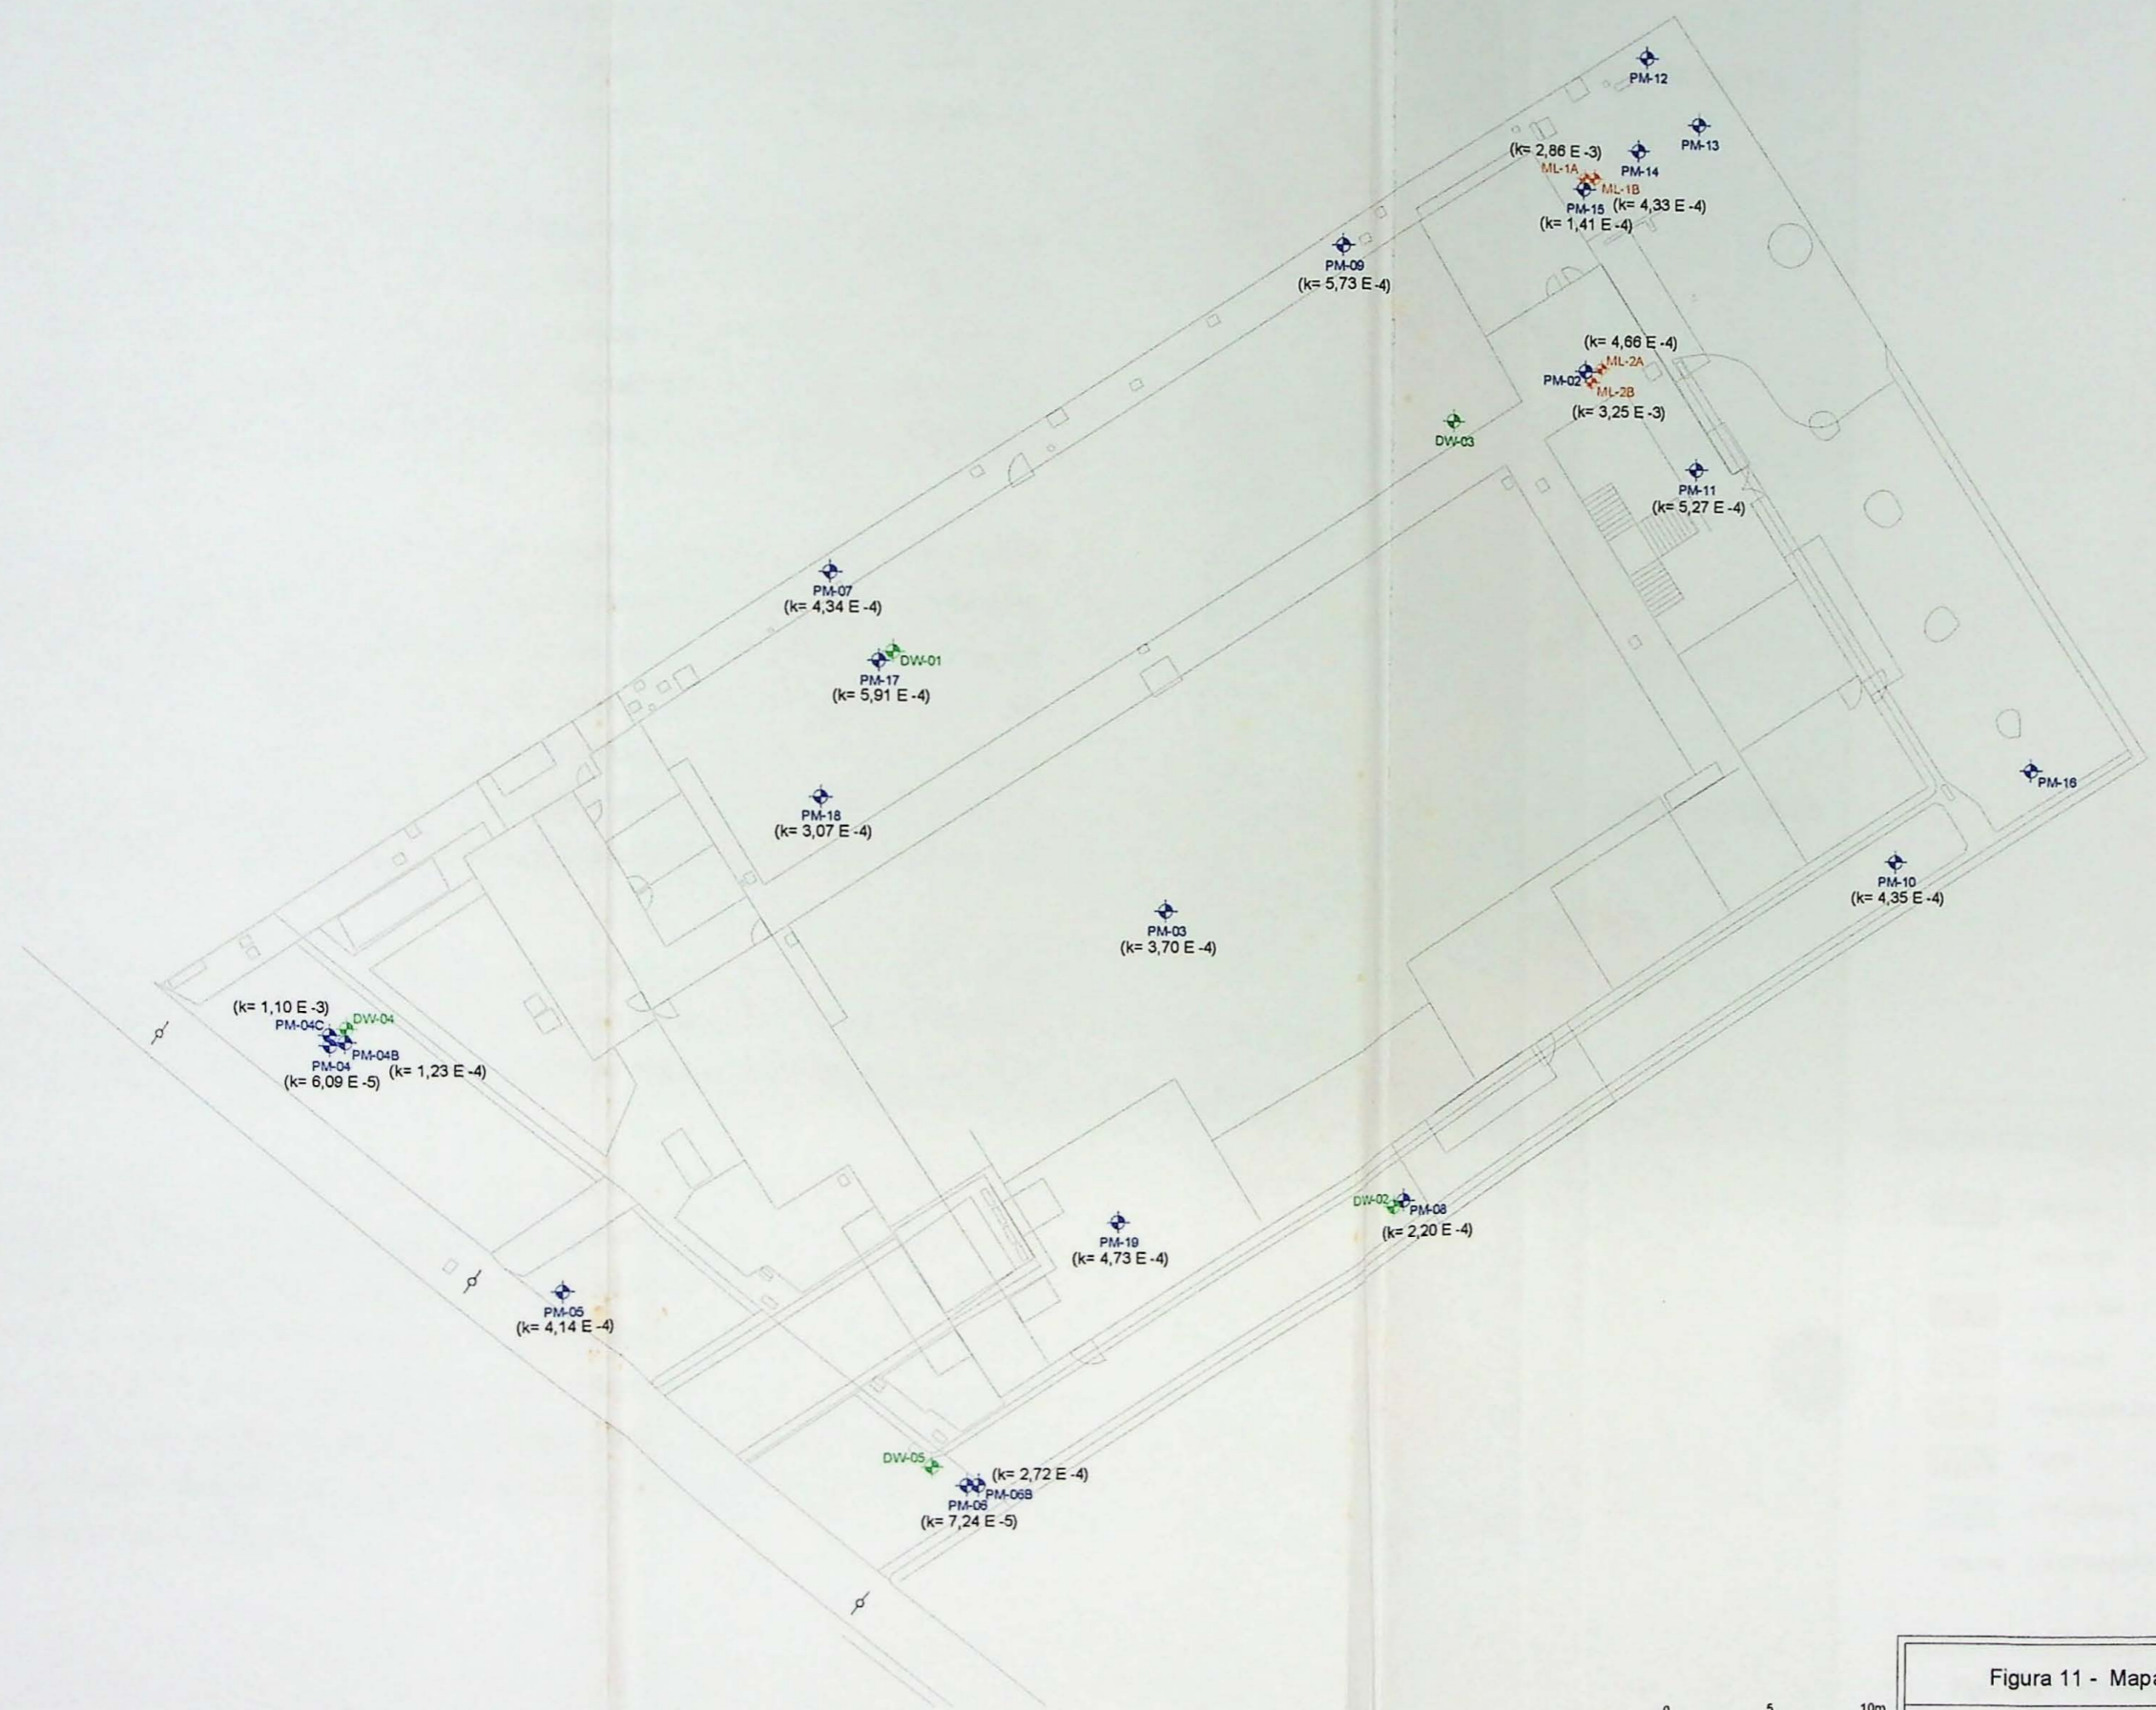 PM-12
PM-13
(k= 2,86 E -3)
PM-14
ML-1A
ML-1B
PM-15
(k= 4,33 E -4)
(k= 1,41 E -4)
PM-09
(k= 5,73 E -4)
(k= 4,66 E -4)
ML-2A
PM-02
ML-2B
(k= 3,25 E -3)
DW-03
PM-11
(k= 5,27 E -4)
PM-07
(k= 4,34 E -4)
DW-01
PM-17
(k= 5,91 E -4)
PM-16
PM-18
(k= 3,07 E -4)
PM-10
(k= 4,35 E -4)
PM-03
(k= 3,70 E -4)
(k= 1,10 E -3)
DW-04
PM-04C
PM-04B
PM-04
(k= 1,23 E -4)
(k= 6,09 E -5)
DW-02
PM-08
(k= 2,20 E -4)
PM-19
(k= 4,73 E -4)
PM-05
(k= 4,14 E -4)
DW-05
(k= 2,72 E -4)
PM-06B
PM-06
(k= 7,24 E -5)
Figura 11 - Mapa
0 5 10m